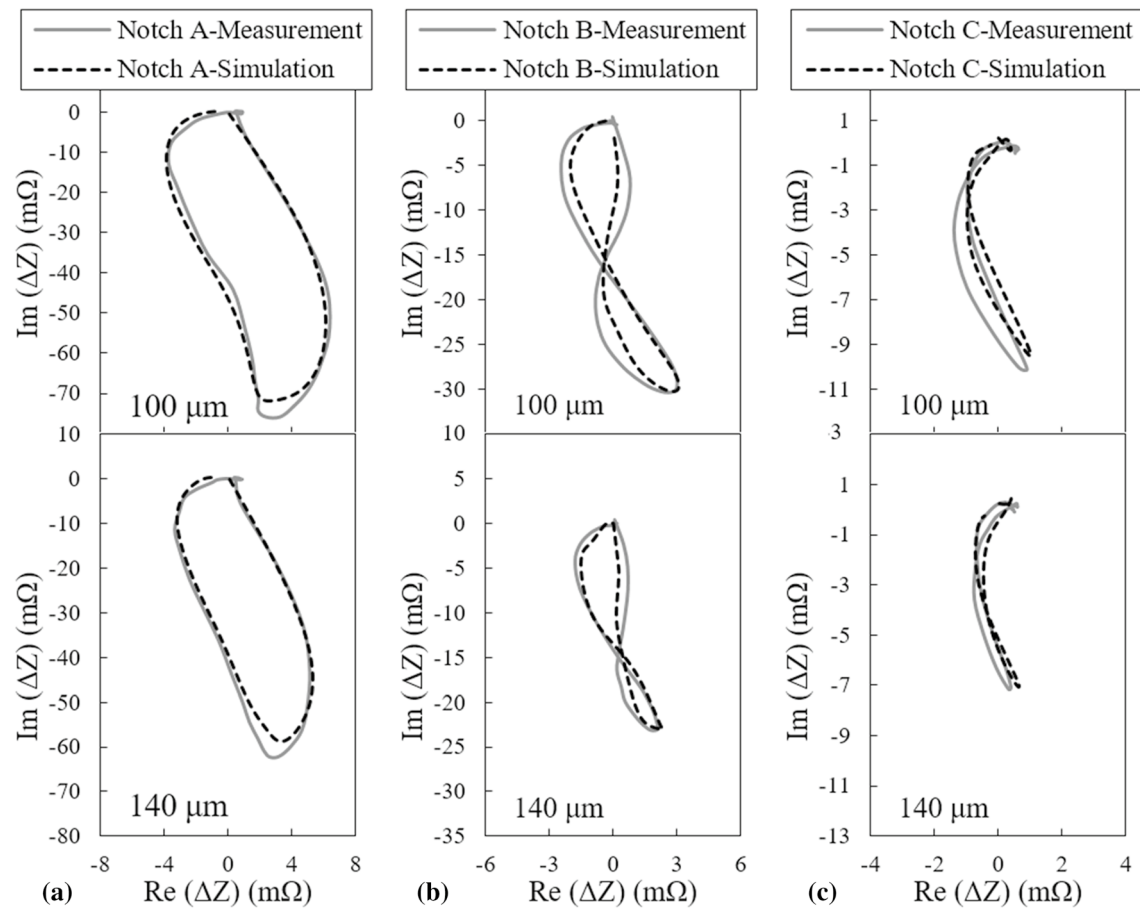 Notch A-Measurement
Notch A-Simulation
Notch B-Measurement
Notch B-Simulation
Notch C-Measurement
Notch C-Simulation
0
-10
-20
-30
-40
-50
-60
-70
Im (ΔZ) (mΩ)
100 μm
0
-5
-10
-15
-20
-25
-30
Im (ΔZ) (mΩ)
100 μm
1
-1
-3
-5
-7
-9
-11
Im (ΔZ) (mΩ)
100 μm
10
0
-10
-20
-30
-40
-50
-60
-70
-80
Im (ΔZ) (mΩ)
140 μm
-8 -4 0 4 8
(a) Re (ΔZ) (mΩ)
10
5
0
-5
-10
-15
-20
-25
-30
-35
Im (ΔZ) (mΩ)
140 μm
-6 -3 0 3 6
(b) Re (ΔZ) (mΩ)
3
1
-1
-3
-5
-7
-9
-11
-13
Im (ΔZ) (mΩ)
140 μm
-4 -2 0 2 4
(c) Re (ΔZ) (mΩ)